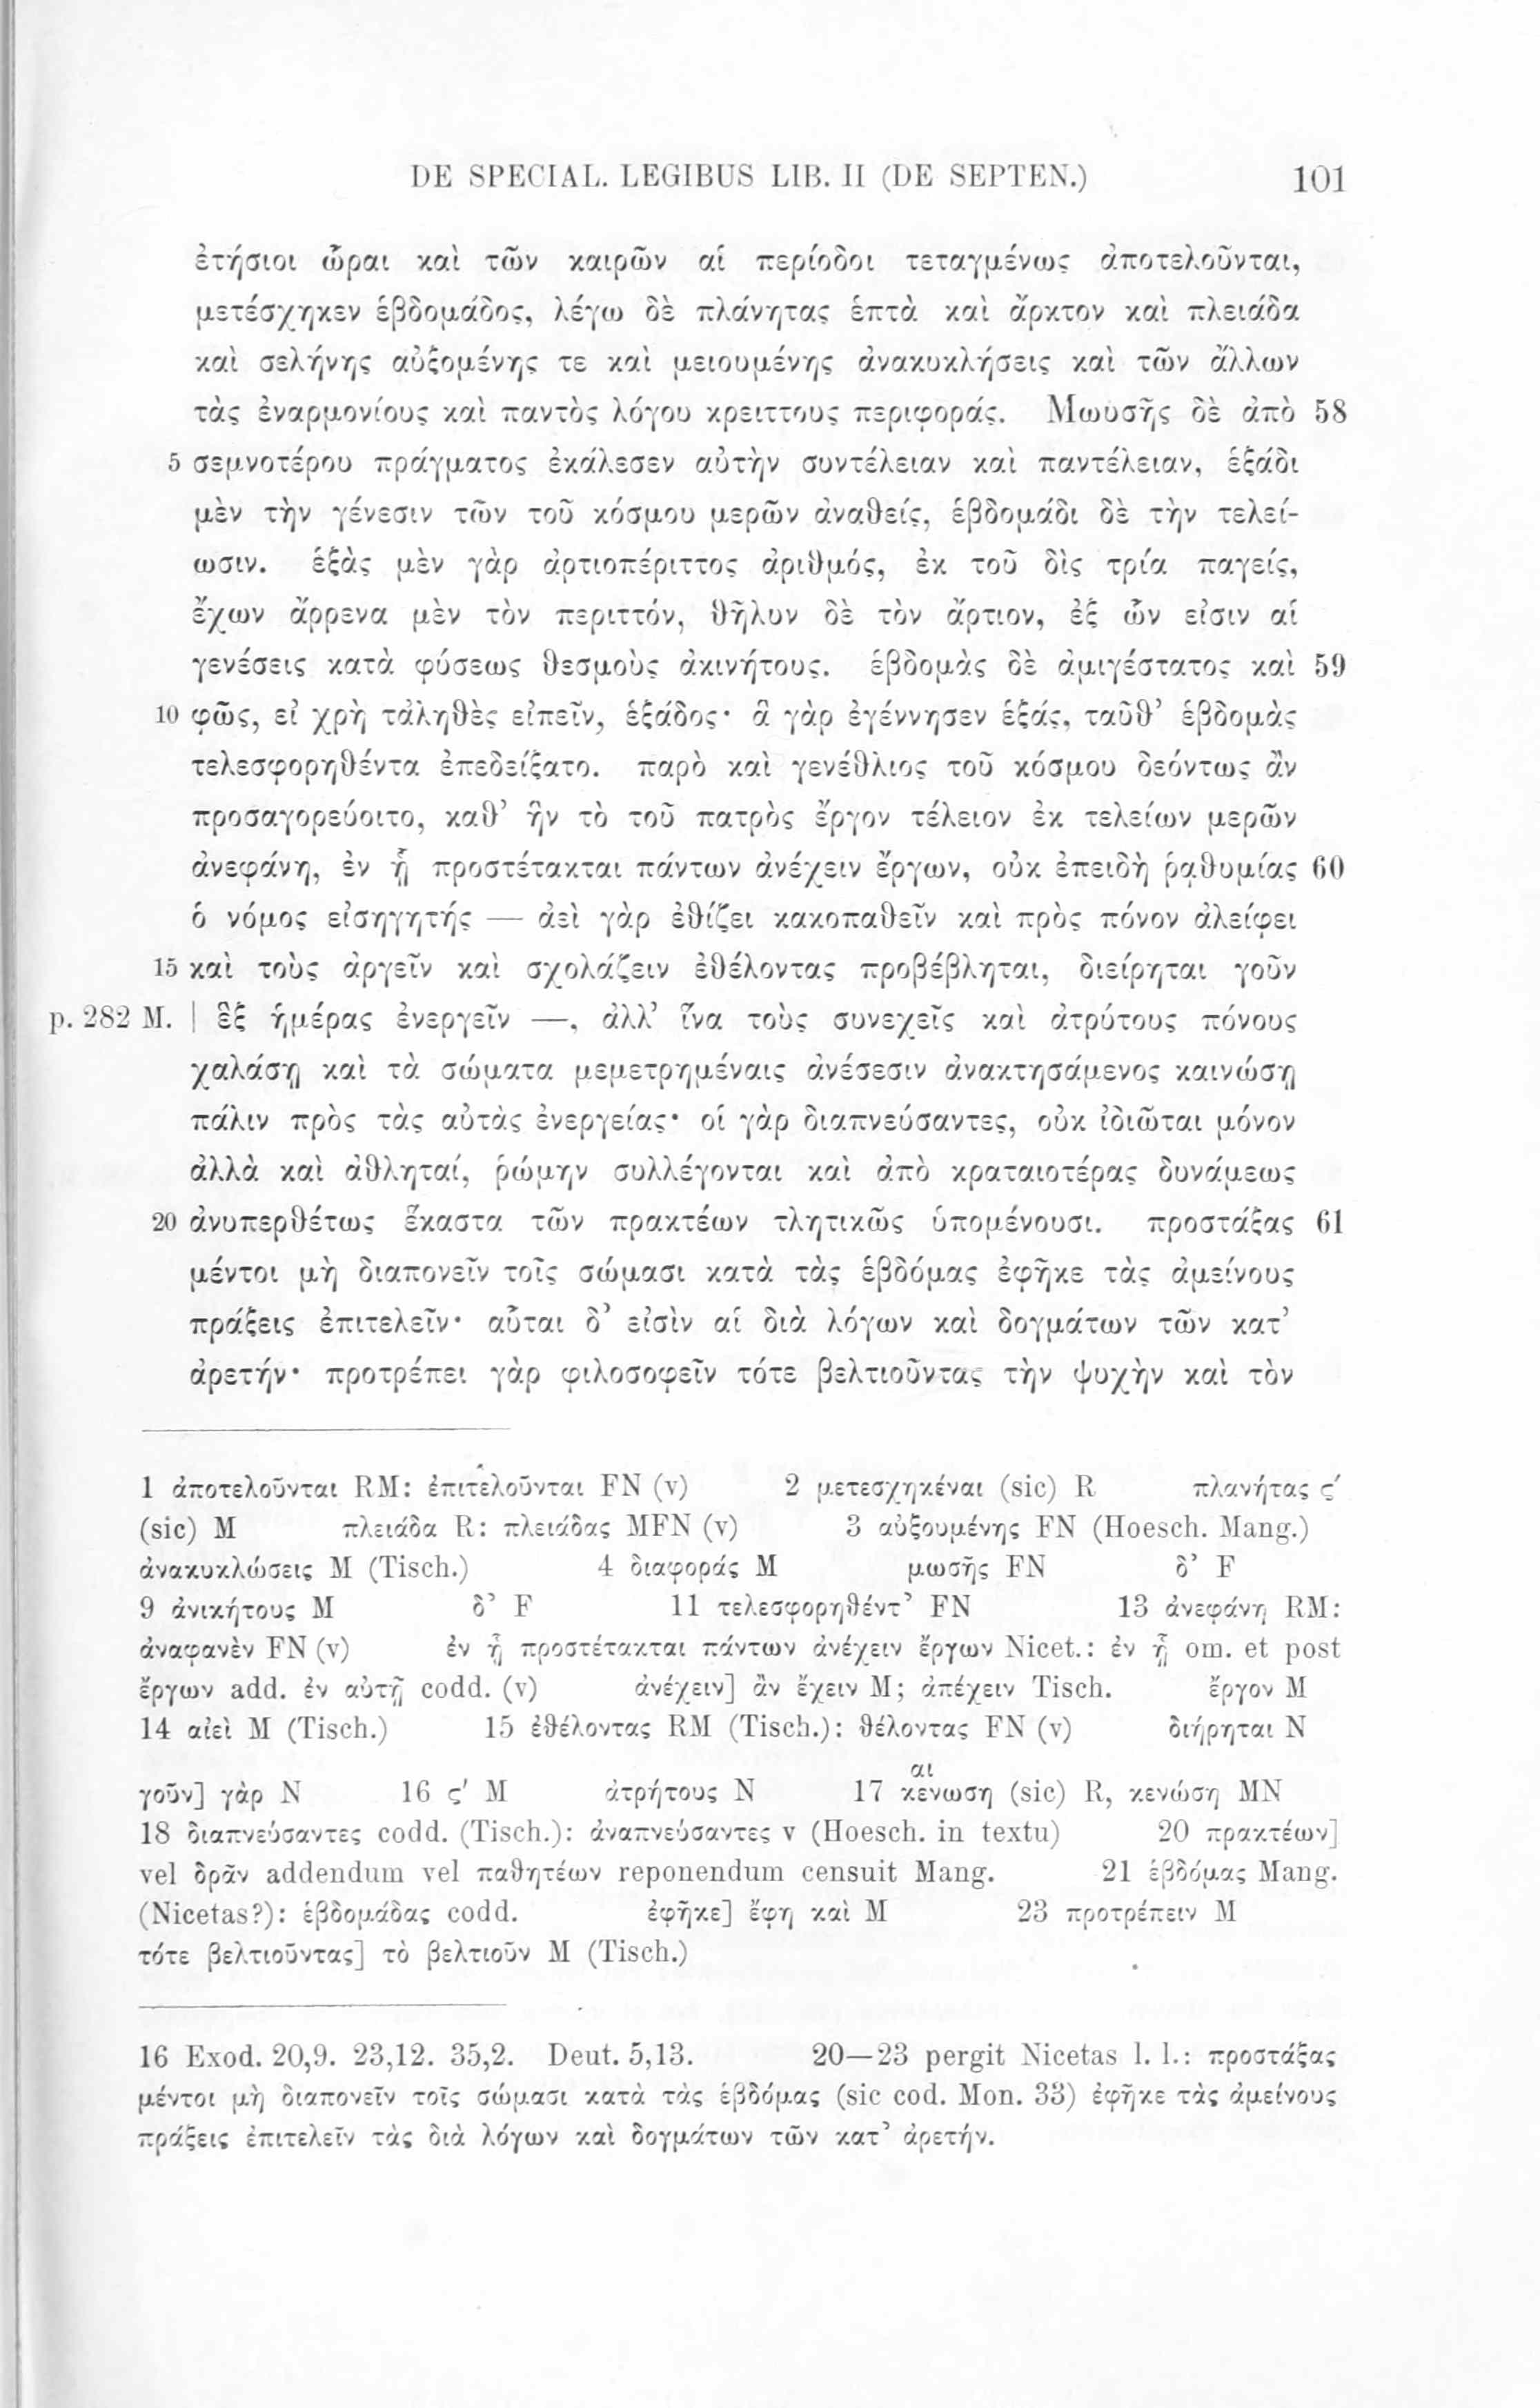 DE SPECIAL. LEGIBUS LIB. II (DE SEPTEN.) 101
ἐτήσιοι ὧραι καὶ τῶν καιρῶν αἱ περίοδοι τεταγμένως ἀποτελοῦνται,
μετέσχηκεν ἑβδομάδος, λέγω δὲ πλάνητας ἑπτὰ καὶ ἄρκτον καὶ πλειάδα
καὶ σελήνης αὐξομένης τε καὶ μειουμένης ἀνακυκλήσεις καὶ τῶν ἄλλων
τὰς ἐναρμονίους καὶ παντὸς λόγου κρειττους περιφοράς. Μωυσῆς δὲ ἀπὸ 58
5 σεμνοτέρου πράγματος ἐκάλεσεν αὐτὴν συντέλειαν καὶ παντέλειαν, ἑξάδι
μὲν τὴν γένεσιν τῶν τοῦ κόσμου μερῶν ἀναθείς, ἑβδομάδι δὲ τὴν τελεί-
ωσιν. ἑξὰς μὲν γὰρ ἀρτιοπέριττος ἀριθμός, ἐκ τοῦ δὶς τρία παγείς,
ἔχων ἄρρενα μὲν τὸν περιττόν, θῆλυν δὲ τὸν ἄρτιον, ἐξ ὧν εἰσιν αἱ
γενέσεις κατὰ φύσεως θεσμοὺς ἀκινήτους. ἑβδομὰς δὲ ἀμιγέστατος καὶ 59
10 φῶς, εἰ χρὴ τἀληθὲς εἰπεῖν, ἑξάδος· ἃ γὰρ ἐγέννησεν ἑξάς, ταῦθ’ ἑβδομὰς
τελεσφορηθέντα ἐπεδείξατο. παρὸ καὶ γενέθλιος τοῦ κόσμου δεόντως ἂν
προσαγορεύοιτο, καθ’ ἣν τὸ τοῦ πατρὸς ἔργον τέλειον ἐκ τελείων μερῶν
ἀνεφάνη, ἐν ᾗ προστέτακται πάντων ἀνέχειν ἔργων, οὐκ ἐπειδὴ ῥᾳθυμίας 60
ὁ νόμος εἰσηγητής — ἀεὶ γὰρ ἐθίζει κακοπαθεῖν καὶ πρὸς πόνον ἀλείφει
15 καὶ τοὺς ἀργεῖν καὶ σχολάζειν ἐθέλοντας προβέβληται, διείρηται γοῦν
p. 282 M. | ἓξ ἡμέρας ἐνεργεῖν —, ἀλλ’ ἵνα τοὺς συνεχεῖς καὶ ἀτρύτους πόνους
χαλάσῃ καὶ τὰ σώματα μεμετρημέναις ἀνέσεσιν ἀνακτησάμενος καινώσῃ
πάλιν πρὸς τὰς αὐτὰς ἐνεργείας· οἱ γὰρ διαπνεύσαντες, οὐκ ἰδιῶται μόνον
ἀλλὰ καὶ ἀθληταί, ῥώμην συλλέγονται καὶ ἀπὸ κραταιοτέρας δυνάμεως
20 ἀνυπερθέτως ἕκαστα τῶν πρακτέων τλητικῶς ὑπομένουσι. προστάξας 61
μέντοι μὴ διαπονεῖν τοῖς σώμασι κατὰ τὰς ἑβδόμας ἐφῆκε τὰς ἀμείνους
πράξεις ἐπιτελεῖν· αὗται δ’ εἰσὶν αἱ διὰ λόγων καὶ δογμάτων τῶν κατ’
ἀρετήν· προτρέπει γὰρ φιλοσοφεῖν τότε βελτιοῦντας τὴν ψυχὴν καὶ τὸν
1 ἀποτελοῦνται RM: ἐπιτελοῦνται FN (v) 2 μετεσχηκέναι (sic) R πλανήτας ϛ′
(sic) M πλειάδα R: πλειάδας MFN (v) 3 αὐξουμένης FN (Hoesch. Mang.)
ἀνακυκλώσεις M (Tisch.) 4 διαφοράς M μωσῆς FN δ’ F
9 ἀνικήτους M δ’ F 11 τελεσφορηθέντ’ FN 13 ἀνεφάνη RM:
ἀναφανὲν FN (v) ἐν ᾗ προστέτακται πάντων ἀνέχειν ἔργων Nicet.: ἐν ᾗ om. et post
ἔργων add. ἐν αὐτῇ codd. (v) ἀνέχειν] ἂν ἔχειν M; ἀπέχειν Tisch. ἔργον M
14 αἰεὶ M (Tisch.) 15 ἐθέλοντας RM (Tisch.): θέλοντας FN (v) διήρηται N
γοῦν] γὰρ N 16 ϛ′ M ἀτρήτους N 17 κενωση (sic) R, κενώση MN
αι
18 διαπνεύσαντες codd. (Tisch.): ἀναπνεύσαντες v (Hoesch. in textu) 20 πρακτέων]
vel δρᾶν addendum vel παθητέων reponendum censuit Mang. 21 ἑβδόμας Mang.
(Nicetas?): ἑβδομάδας codd. ἐφῆκε] ἔφη καὶ M 23 προτρέπειν M
τότε βελτιοῦντας] τὸ βελτιοῦν M (Tisch.)
16 Exod. 20,9. 23,12. 35,2. Deut. 5,13. 20—23 pergit Nicetas l. l.: προστάξας
μέντοι μὴ διαπονεῖν τοῖς σώμασι κατὰ τὰς ἑβδόμας (sic cod. Mon. 33) ἐφῆκε τὰς ἀμείνους
πράξεις ἐπιτελεῖν τὰς διὰ λόγων καὶ δογμάτων τῶν κατ’ ἀρετήν.